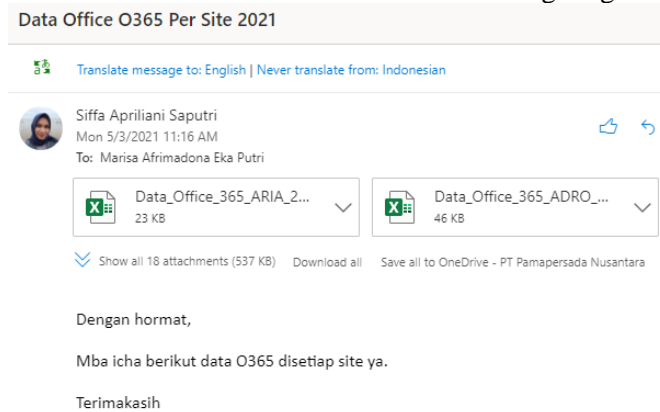 Data Office O365 Per Site 2021
Translate message to: English | Never translate from: Indonesian
Siffa Apriliani Saputri
Mon 5/3/2021 11:16 AM
To: Marisa Afrimadona Eka Putri
Data_Office_365_ARIA_2...
23 KB
Data_Office_365_ADRO_...
46 KB
Show all 18 attachments (537 KB) Download all Save all to OneDrive - PT Pamapersada Nusantara
Dengan hormat,
Mba icha berikut data O365 disetiap site ya.
Terimakasih